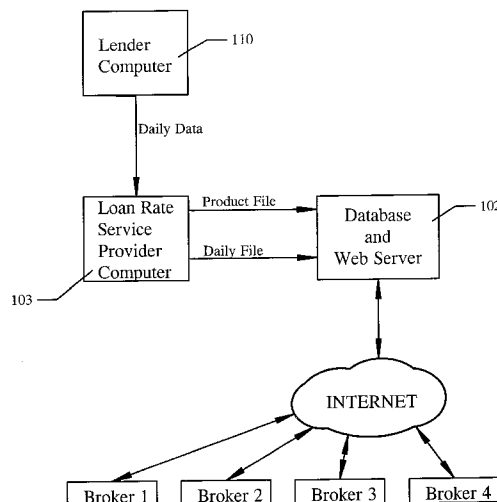 Lender
Computer
110
Daily Data
Loan Rate
Service
Provider
Computer
103
Product File
Daily File
Database
and
Web Server
102
INTERNET
Broker 1
Broker 2
Broker 3
Broker 4